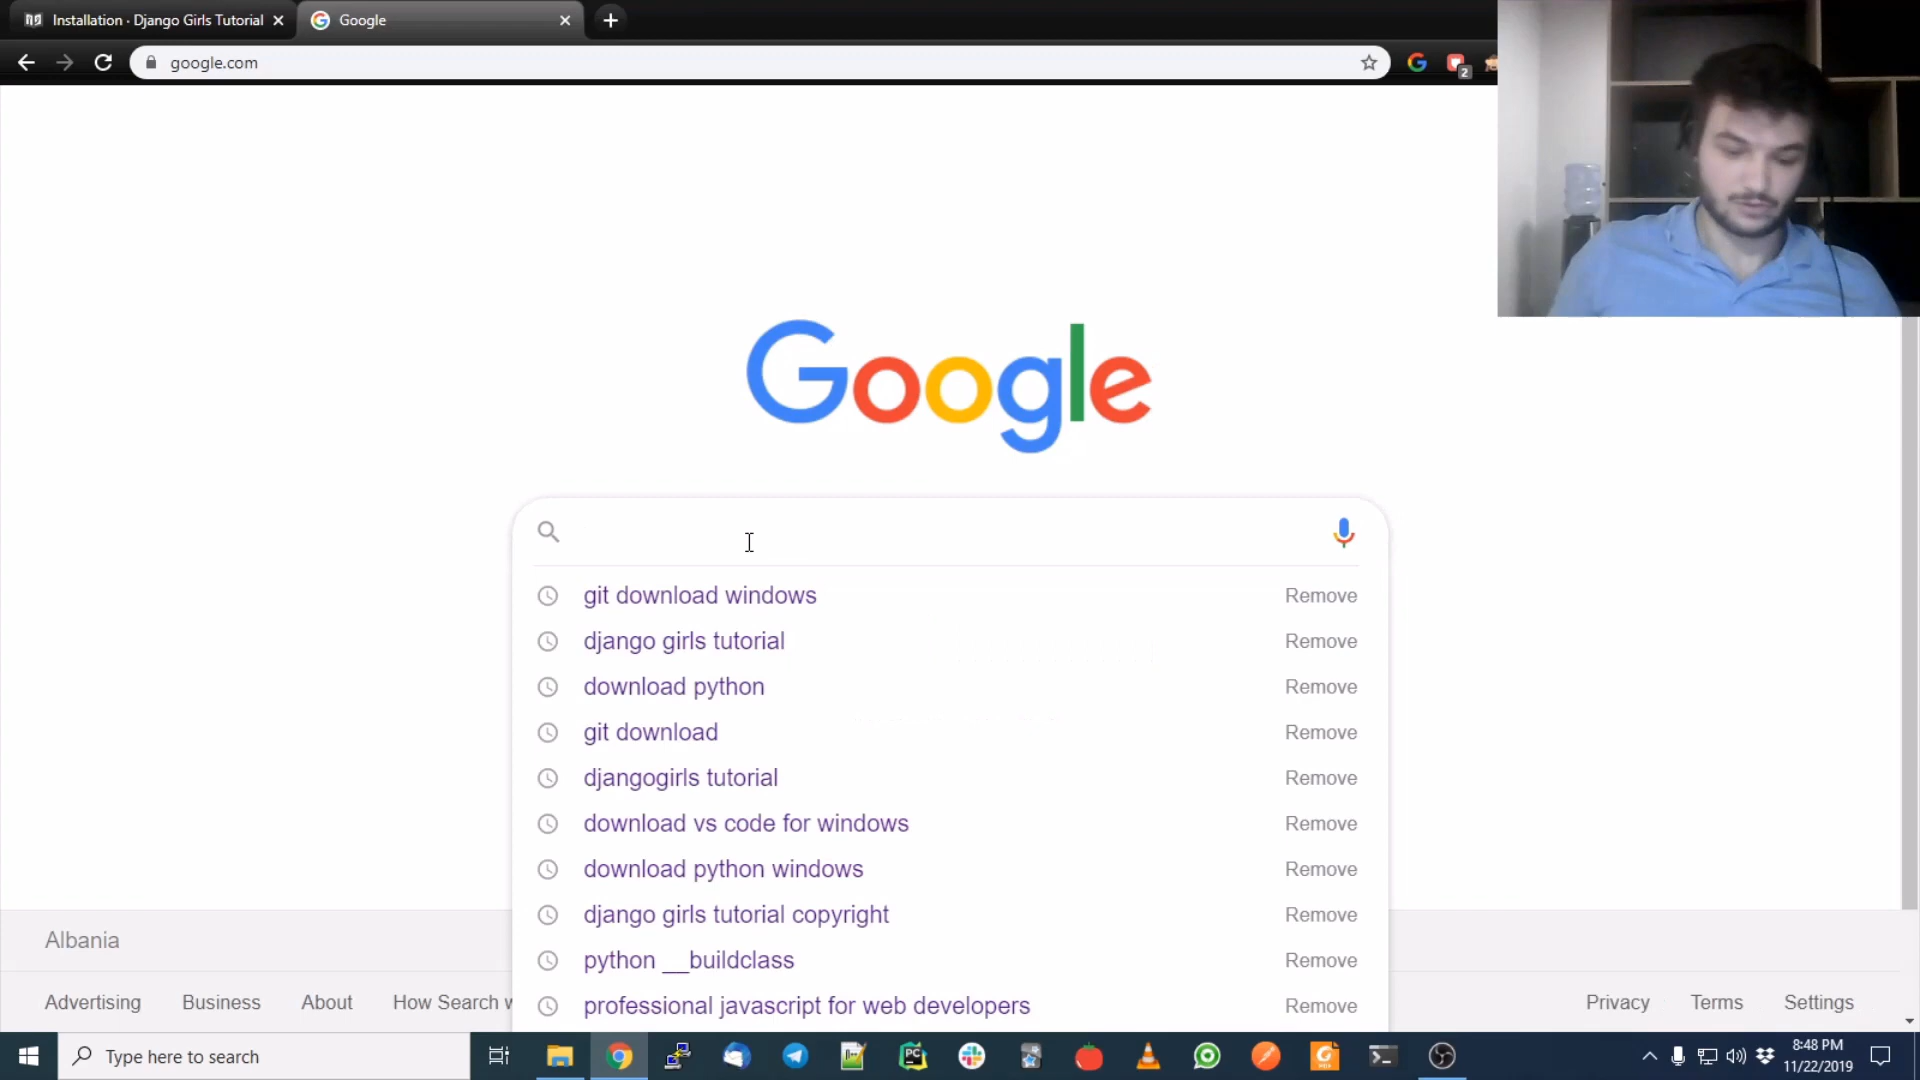 Installation · Django Girls Tutorial
Google
google.com
2
Google
git download windows Remove
django girls tutorial Remove
download python Remove
git download Remove
djangogirls tutorial Remove
download vs code for windows Remove
download python windows Remove
django girls tutorial copyright Remove
python __buildclass Remove
professional javascript for web developers Remove
Albania
Advertising Business About How Search Privacy Terms Settings
Type here to search
PC
8:48 PM
11/22/2019